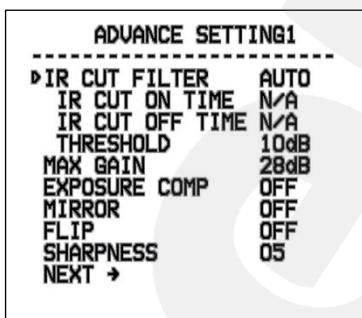 ADVANCE SETTING1
------------------------
▶IR CUT FILTER AUTO
IR CUT ON TIME N/A
IR CUT OFF TIME N/A
THRESHOLD 10dB
MAX GAIN 28dB
EXPOSURE COMP OFF
MIRROR OFF
FLIP OFF
SHARPNESS 05
NEXT →